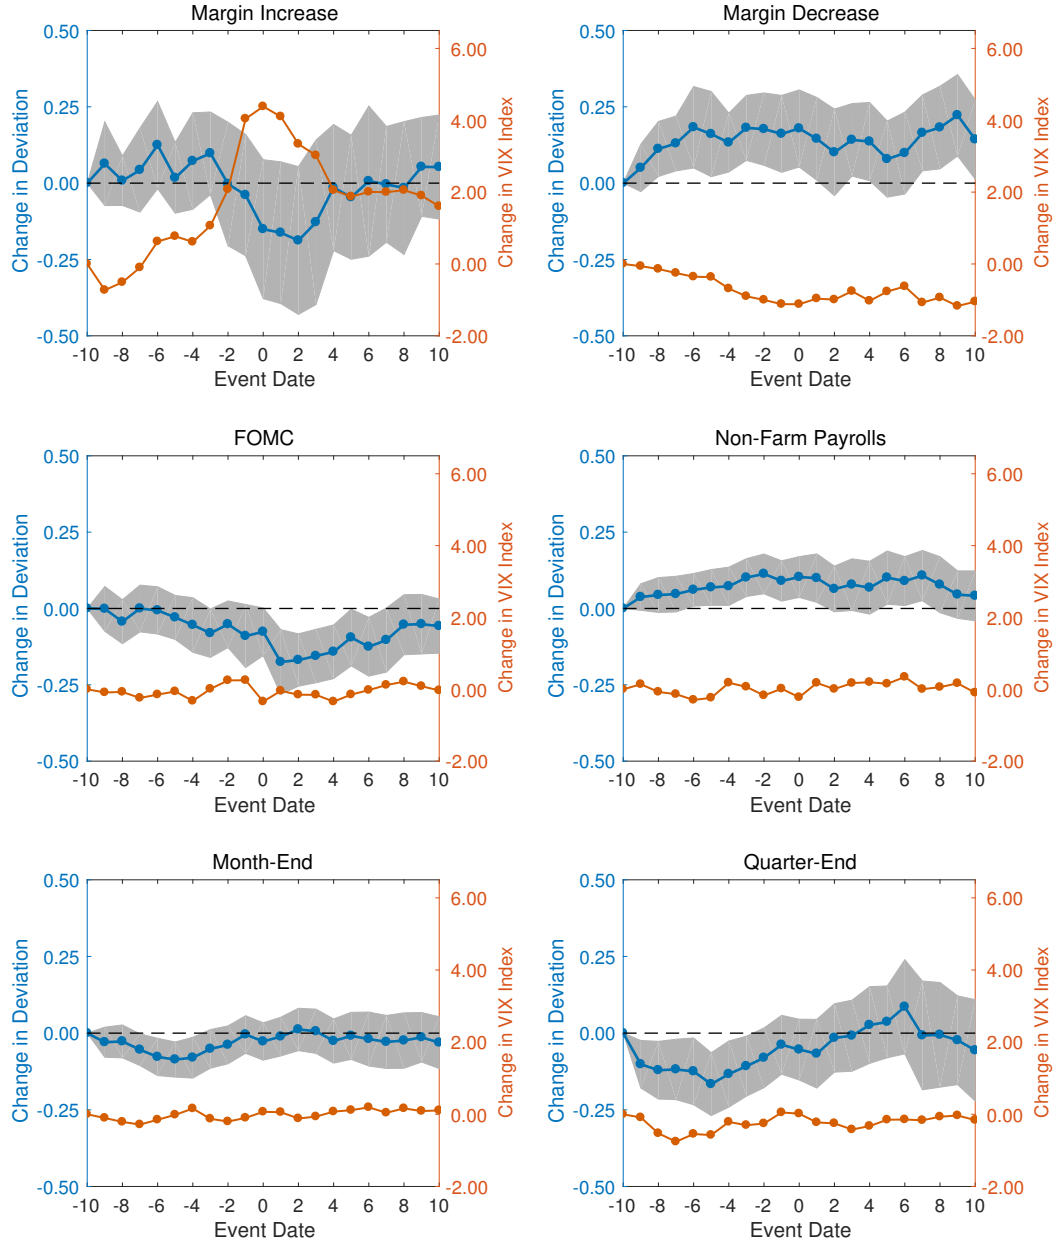 Margin Increase
Margin Decrease
0.50 6.00 0.50 6.00
0.25 4.00 0.25 4.00
0.00 2.00 0.00 2.00
-0.25 0.00 -0.25 0.00
-0.50 -2.00 -0.50 -2.00
Change in Deviation
Change in VIX Index
Change in Deviation
Change in VIX Index
-10 -8 -6 -4 -2 0 2 4 6 8 10
-10 -8 -6 -4 -2 0 2 4 6 8 10
Event Date
Event Date
FOMC
Non-Farm Payrolls
0.50 6.00 0.50 6.00
0.25 4.00 0.25 4.00
0.00 2.00 0.00 2.00
-0.25 0.00 -0.25 0.00
-0.50 -2.00 -0.50 -2.00
Change in Deviation
Change in VIX Index
Change in Deviation
Change in VIX Index
-10 -8 -6 -4 -2 0 2 4 6 8 10
-10 -8 -6 -4 -2 0 2 4 6 8 10
Event Date
Event Date
Month-End
Quarter-End
0.50 6.00 0.50 6.00
0.25 4.00 0.25 4.00
0.00 2.00 0.00 2.00
-0.25 0.00 -0.25 0.00
-0.50 -2.00 -0.50 -2.00
Change in Deviation
Change in VIX Index
Change in Deviation
Change in VIX Index
-10 -8 -6 -4 -2 0 2 4 6 8 10
-10 -8 -6 -4 -2 0 2 4 6 8 10
Event Date
Event Date